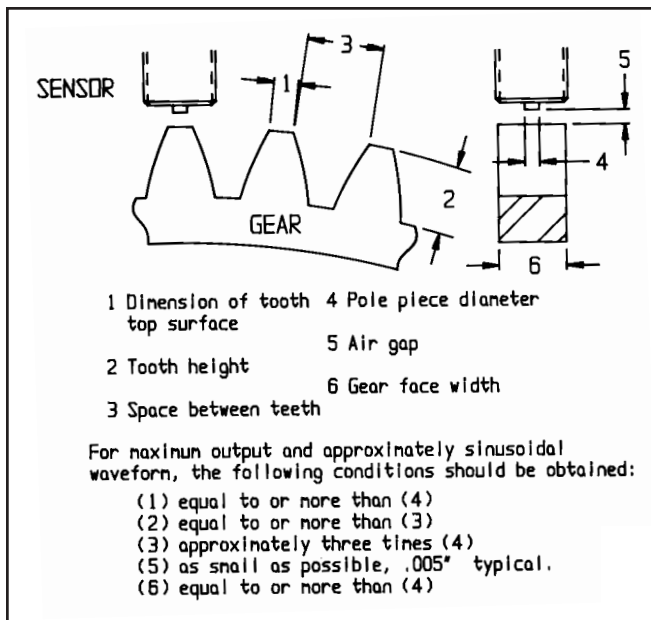 3
5
SENSOR
1
4
2
GEAR
6
1 Dimension of tooth
top surface
4 Pole piece diameter
5 Air gap
2 Tooth height
6 Gear face width
3 Space between teeth
For maximum output and approximately sinusoidal
waveform, the following conditions should be obtained:
(1) equal to or more than (4)
(2) equal to or more than (3)
(3) approximately three times (4)
(5) as small as possible, .005" typical.
(6) equal to or more than (4)